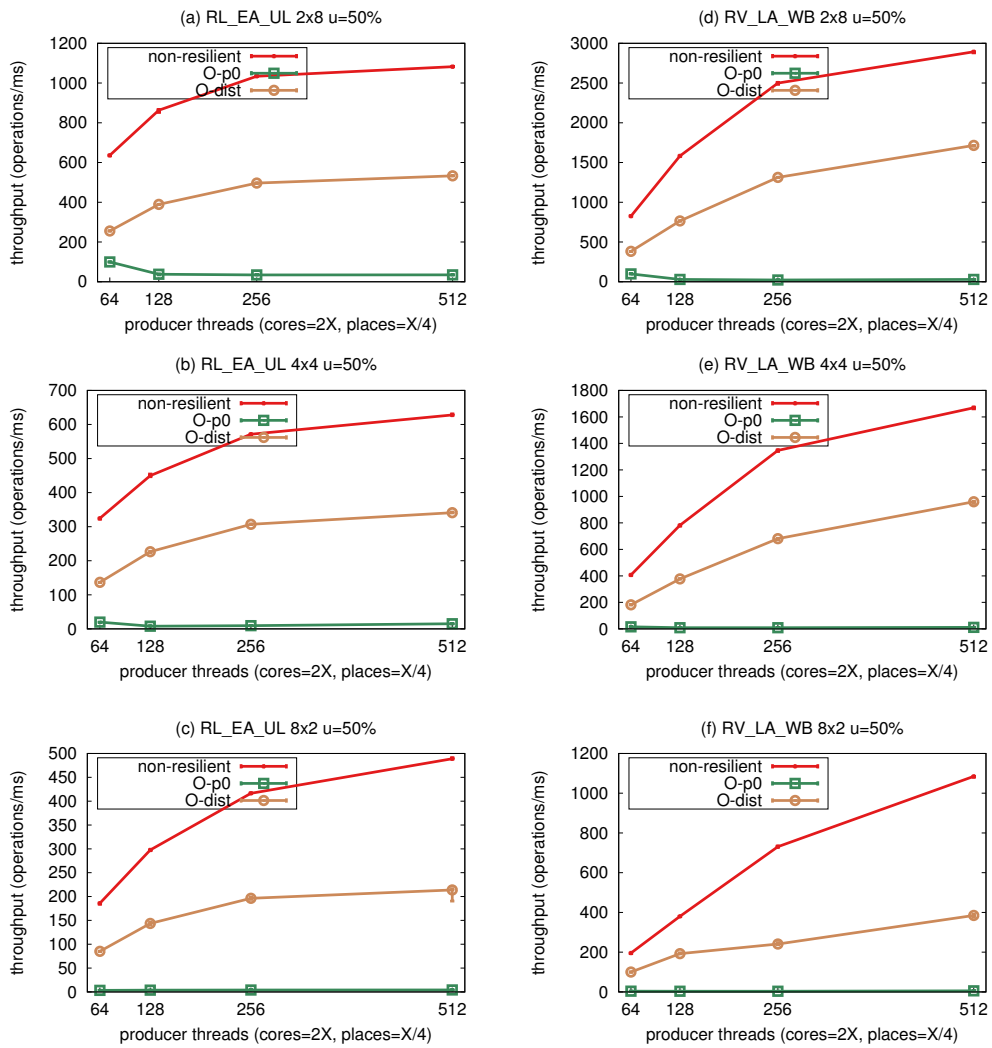 (a) RL_EA_UL 2x8 u=50%
throughput (operations/ms)
1200
1000
800
600
400
200
0
non-resilient
O-p0
O-dist
64 128 256 512
producer threads (cores=2X, places=X/4)
(d) RV_LA_WB 2x8 u=50%
throughput (operations/ms)
3000
2500
2000
1500
1000
500
0
non-resilient
O-p0
O-dist
64 128 256 512
producer threads (cores=2X, places=X/4)
(b) RL_EA_UL 4x4 u=50%
throughput (operations/ms)
700
600
500
400
300
200
100
0
non-resilient
O-p0
O-dist
64 128 256 512
producer threads (cores=2X, places=X/4)
(e) RV_LA_WB 4x4 u=50%
throughput (operations/ms)
1800
1600
1400
1200
1000
800
600
400
200
0
non-resilient
O-p0
O-dist
64 128 256 512
producer threads (cores=2X, places=X/4)
(c) RL_EA_UL 8x2 u=50%
throughput (operations/ms)
500
450
400
350
300
250
200
150
100
50
0
non-resilient
O-p0
O-dist
64 128 256 512
producer threads (cores=2X, places=X/4)
(f) RV_LA_WB 8x2 u=50%
throughput (operations/ms)
1200
1000
800
600
400
200
0
non-resilient
O-p0
O-dist
64 128 256 512
producer threads (cores=2X, places=X/4)